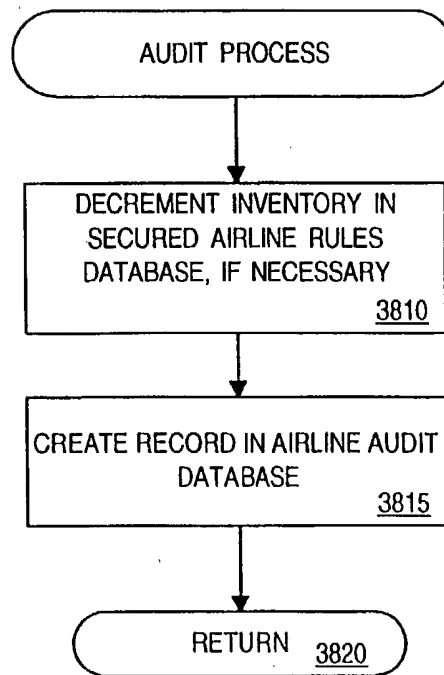 AUDIT PROCESS
DECREMENT INVENTORY IN
SECURED AIRLINE RULES
DATABASE, IF NECESSARY
3810
CREATE RECORD IN AIRLINE AUDIT
DATABASE
3815
RETURN 3820